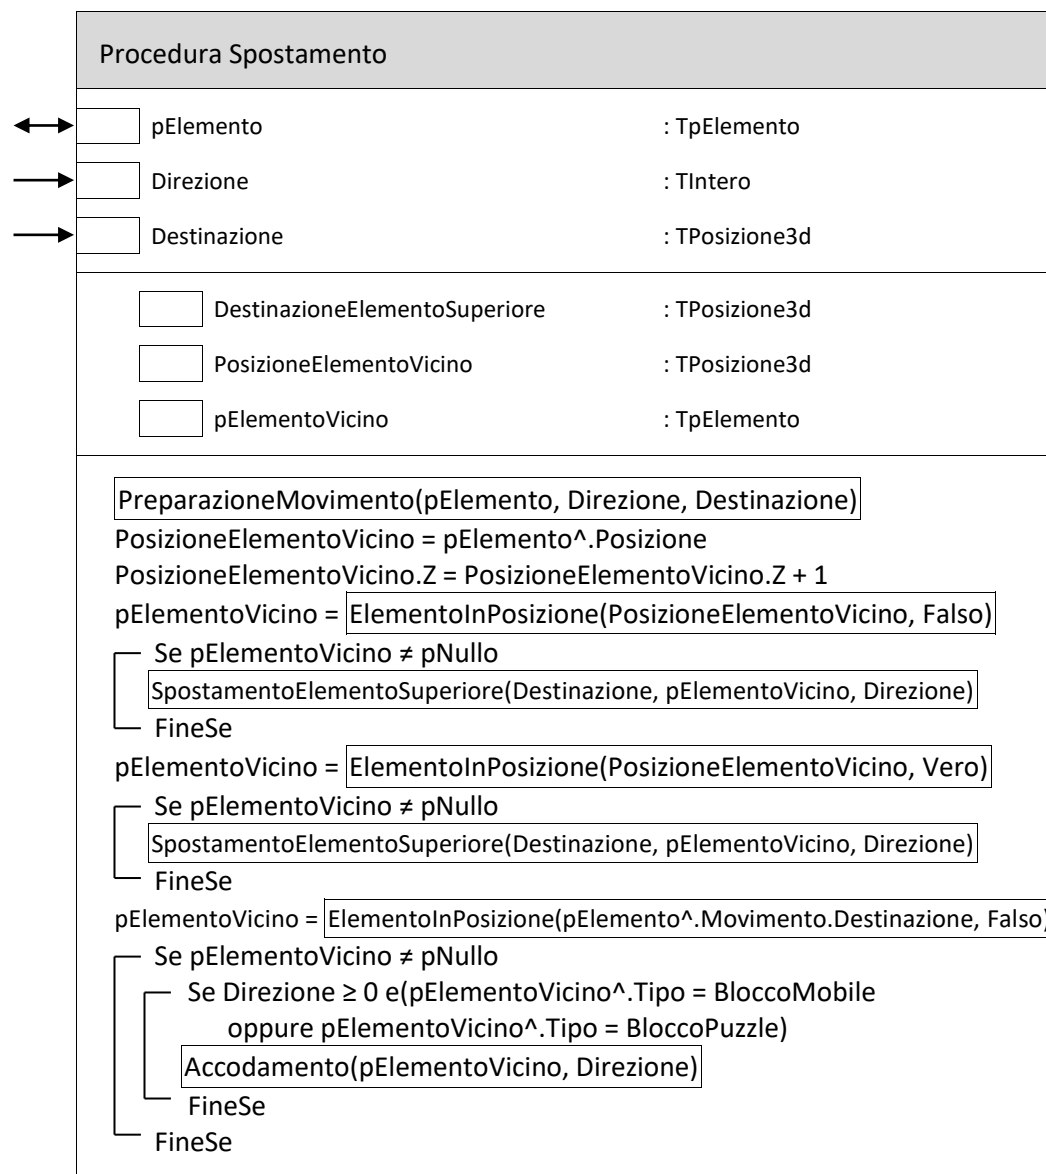 Procedura Spostamento
pElemento : TpElemento
Direzione : TIntero
Destinazione : TPosizione3d
DestinazioneElementoSuperiore : TPosizione3d
PosizioneElementoVicino : TPosizione3d
pElementoVicino : TpElemento
PreparazioneMovimento(pElemento, Direzione, Destinazione)
PosizioneElementoVicino = pElemento^.Posizione
PosizioneElementoVicino.Z = PosizioneElementoVicino.Z + 1
pElementoVicino = ElementoInPosizione(PosizioneElementoVicino, Falso)
Se pElementoVicino ≠ pNullo
SpostamentoElementoSuperiore(Destinazione, pElementoVicino, Direzione)
FineSe
pElementoVicino = ElementoInPosizione(PosizioneElementoVicino, Vero)
Se pElementoVicino ≠ pNullo
SpostamentoElementoSuperiore(Destinazione, pElementoVicino, Direzione)
FineSe
pElementoVicino = ElementoInPosizione(pElemento^.Movimento.Destinazione, Falso)
Se pElementoVicino ≠ pNullo
Se Direzione ≥ 0 e(pElementoVicino^.Tipo = BloccoMobile
oppure pElementoVicino^.Tipo = BloccoPuzzle)
Accodamento(pElementoVicino, Direzione)
FineSe
FineSe